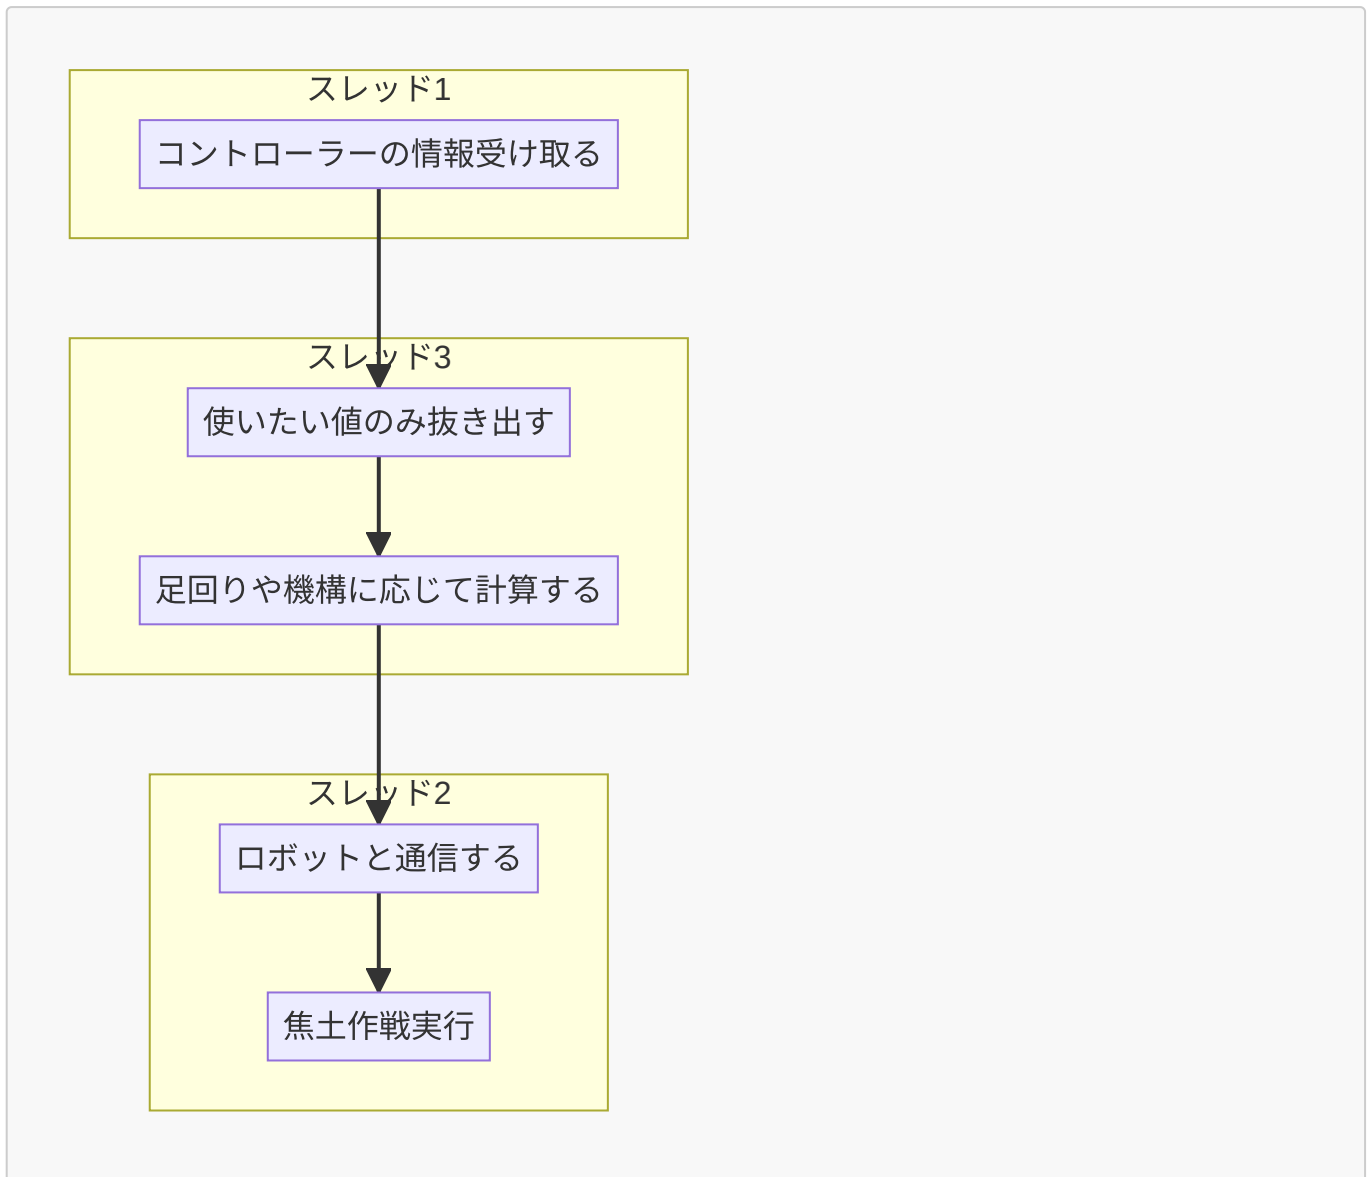 スレッド1
コントローラーの情報受け取る
スレッド3
使いたい値のみ抜き出す
足回りや機構に応じて計算する
スレッド2
ロボットと通信する
焦土作戦実行